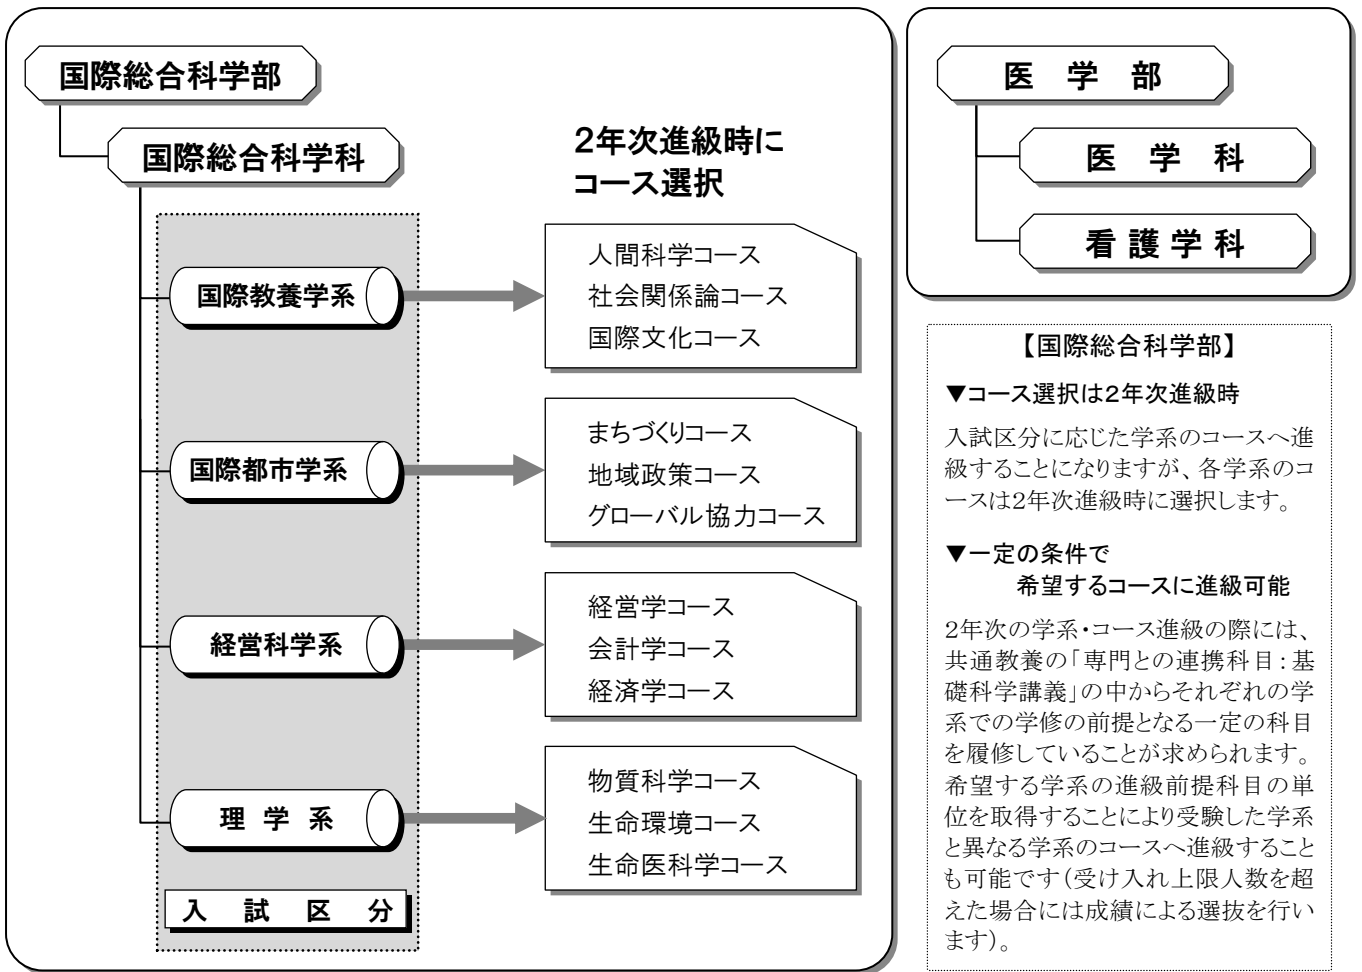 国際総合科学部
国際総合科学科
2年次進級時に
コース選択
国際教養学系
人間科学コース
社会関係論コース
国際文化コース
国際都市学系
まちづくりコース
地域政策コース
グローバル協力コース
経営科学系
経営学コース
会計学コース
経済学コース
理 学 系
物質科学コース
生命環境コース
生命医科学コース
入 試 区 分
医 学 部
医 学 科
看 護 学 科
【国際総合科学部】
▼コース選択は2年次進級時
入試区分に応じた学系のコースへ進
級することになりますが、各学系のコ
ースは2年次進級時に選択します。
▼一定の条件で
希望するコースに進級可能
2年次の学系・コース進級の際には、
共通教養の「専門との連携科目：基
礎科学講義」の中からそれぞれの学
系での学修の前提となる一定の科目
を履修していることが求められます。
希望する学系の進級前提科目の単
位を取得することにより受験した学系
と異なる学系のコースへ進級すること
も可能です（受け入れ上限人数を超
えた場合には成績による選抜を行い
ます）。